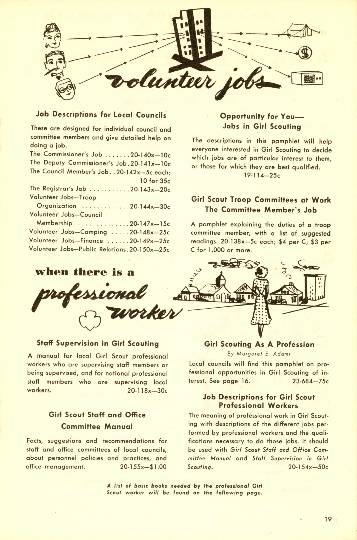 volunteer jobs
Job Descriptions for Local Councils
These are designed for individual council and
committee members and give detailed help on
doing a job.
The Commissioner's Job . . . . . . . 20-140x—10c
The Deputy Commissioner's Job. 20-141x—10c
The Council Member's Job. . 20-142x—5c each;
10 for 35c
The Registrar's Job . . . . . . . . . . . 20-143x—20c
Volunteer Jobs—Troop
Organization . . . . . . . . . . . . . 20-144x—30c
Volunteer Jobs—Council
Membership . . . . . . . . . . . . . . 20-147x—15c
Volunteer Jobs—Camping . . . . . 20-148x—25c
Volunteer Jobs—Finance . . . . . . 20-149x—25c
Volunteer Jobs—Public Relations. 20-150x—25c
Opportunity for You—
Jobs in Girl Scouting
The descriptions in this pamphlet will help
everyone interested in Girl Scouting to decide
which jobs are of particular interest to them,
or those for which they are best qualified.
19-114—25c
Girl Scout Troop Committees at Work
The Committee Member's Job
A pamphlet explaining the duties of a troop
committee member, with a list of suggested
readings. 20-138x—5c each; $4 per C, $3 per
C for 1,000 or more.
when there is a
professional
worker
Staff Supervision in Girl Scouting
A manual for local Girl Scout professional
workers who are supervising staff members or
being supervised, and for national professional
staff members who are supervising local
workers. 20-118x—30c
Girl Scout Staff and Office
Committee Manual
Facts, suggestions and recommendations for
staff and office committees of local councils,
about personnel policies and practices, and
office management. 20-155x—$1.00
Girl Scouting As A Profession
By Margaret E. Adams
Local councils will find this pamphlet on pro-
fessional opportunities in Girl Scouting of in-
terest. See page 16. 23-684—75c
Job Descriptions for Girl Scout
Professional Workers
The meaning of professional work in Girl Scout-
ing with descriptions of the different jobs per-
formed by professional workers and the quali-
fications necessary to do those jobs. It should
be used with Girl Scout Staff and Office Com-
mittee Manual and Staff Supervision in Girl
Scouting. 20-154x—50c
A list of basic books needed by the professional Girl
Scout worker will be found on the following page.
19